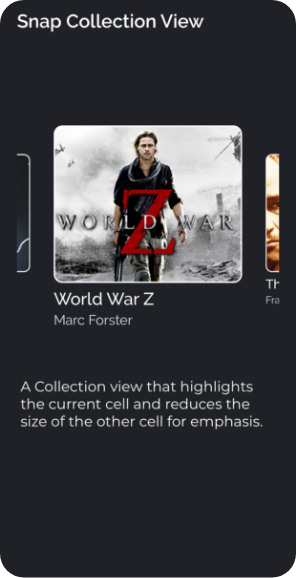 Snap Collection View
WORLD WAR
Z
World War Z
Marc Forster
Th
Fra
A Collection view that highlights
the current cell and reduces the
size of the other cell for emphasis.